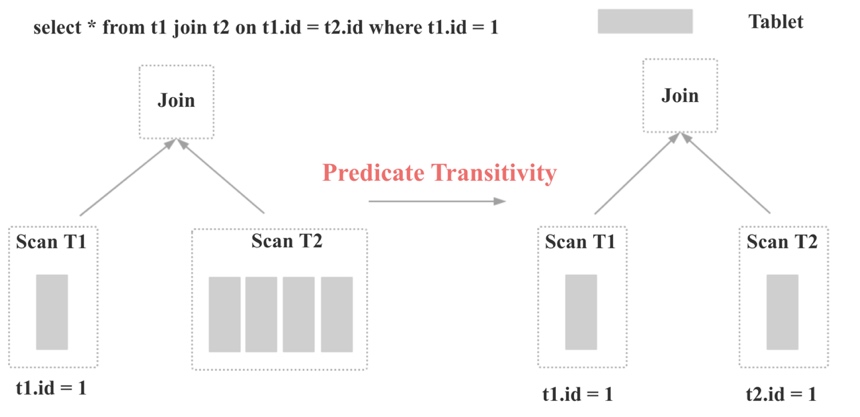 select * from t1 join t2 on t1.id = t2.id where t1.id = 1
Tablet
Join
Scan T1
Scan T2
t1.id = 1
Predicate Transitivity
Join
Scan T1
Scan T2
t1.id = 1
t2.id = 1